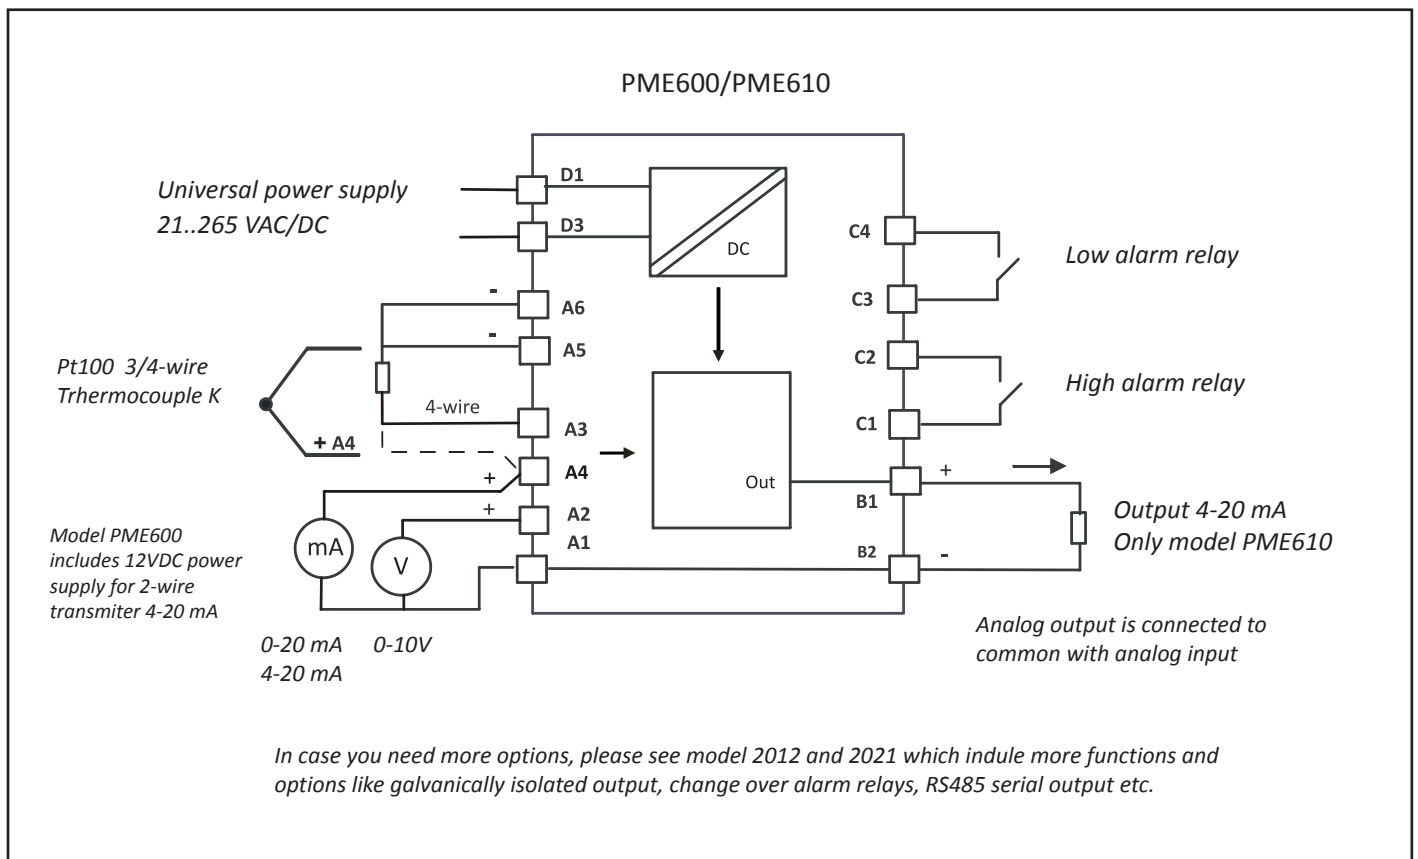 PME600/PME610
Universal power supply
21..265 VAC/DC
D1
D3
DC
C4
C3
Low alarm relay
-
A6
-
A5
C2
C1
High alarm relay
Pt100 3/4-wire
Trhermocouple K
+ A4
4-wire
A3
+
A4
+
A2
A1
Out
+
B1
B2
-
Output 4-20 mA
Only model PME610
Model PME600
includes 12VDC power
supply for 2-wire
transmiter 4-20 mA
mA
V
0-20 mA
4-20 mA
0-10V
Analog output is connected to
common with analog input
In case you need more options, please see model 2012 and 2021 which indule more functions and
options like galvanically isolated output, change over alarm relays, RS485 serial output etc.